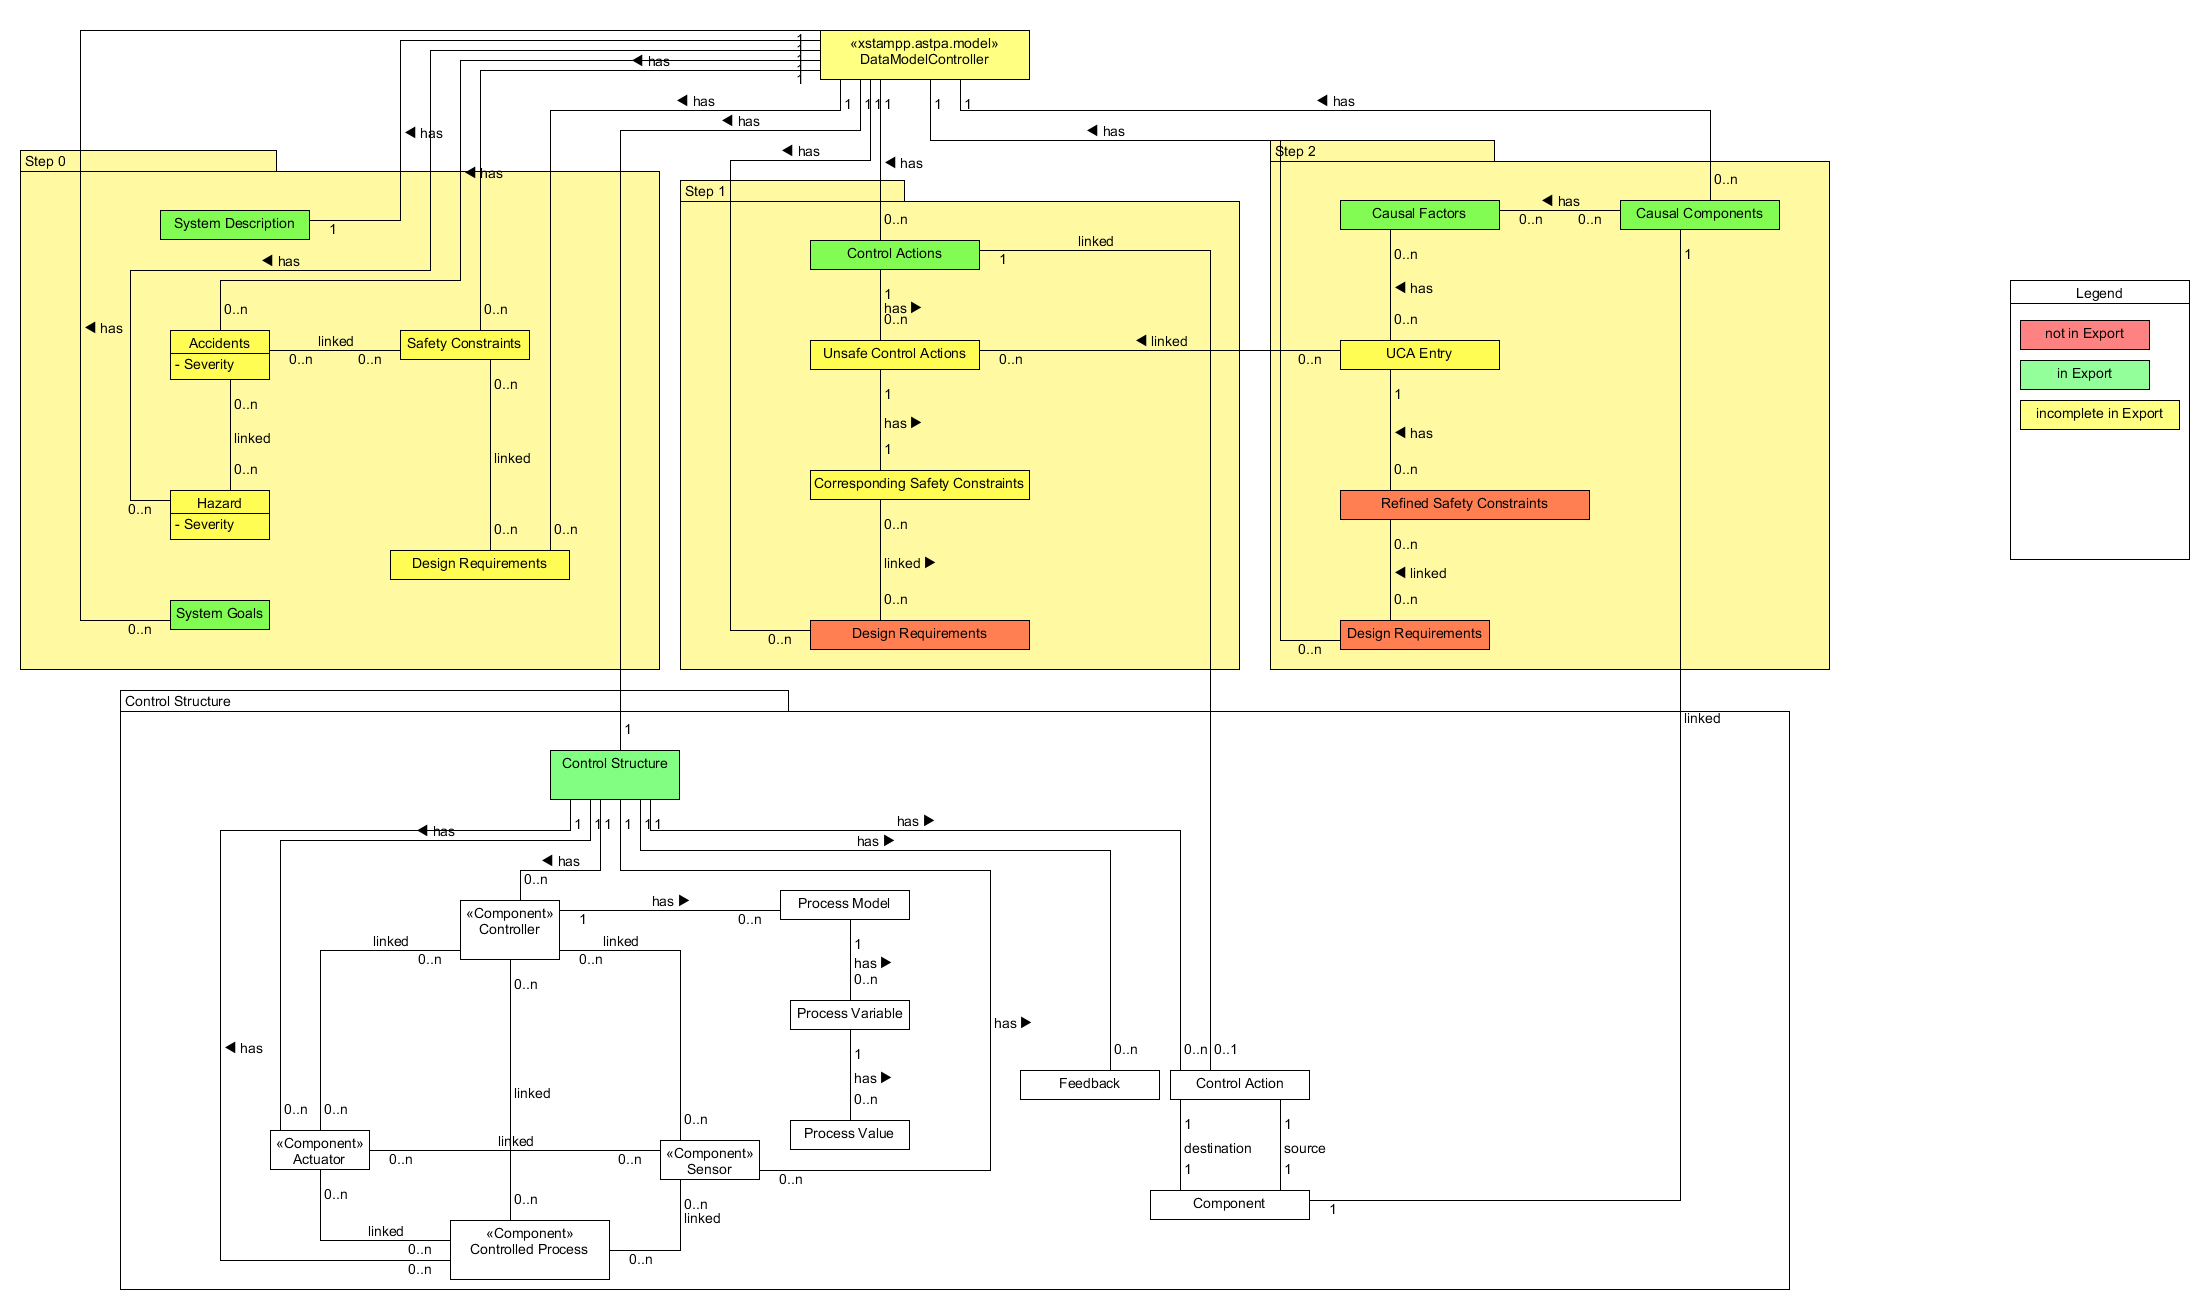 «xstampp.astpa.model»
DataModelController
1
1
1
1
1
has
has
has
has
has
has
has
has
has
has
has
has
1
1
1
1
1
1
Step 0
System Description
1
0..n
0..n
Accidents
- Severity
linked
0..n
0..n
Safety Constraints
0..n
linked
0..n
0..n
linked
0..n
0..n
Hazard
- Severity
0..n
Design Requirements
System Goals
0..n
Step 1
0..n
Control Actions
linked
1
1
has
0..n
Unsafe Control Actions
0..n
linked
0..n
1
has
1
Corresponding Safety Constraints
0..n
linked
0..n
Design Requirements
0..n
Step 2
0..n
Causal Factors
has
0..n
0..n
Causal Components
0..n
1
has
0..n
UCA Entry
1
has
0..n
Refined Safety Constraints
0..n
linked
0..n
Design Requirements
0..n
linked
Legend
not in Export
in Export
incomplete in Export
Control Structure
1
Control Structure
1
1
1
1
1
1
has
has
has
has
has
has
0..n
«Component»
Controller
has
1
0..n
Process Model
linked
0..n
linked
0..n
0..n
1
has
0..n
Process Variable
1
has
0..n
Process Value
linked
0..n
0..n
0..n
«Component»
Actuator
linked
0..n
0..n
«Component»
Sensor
0..n
0..n
0..n
0..n
linked
linked
0..n
0..n
«Component»
Controlled Process
0..n
0..n
Feedback
0..n
0..1
Control Action
1
destination
1
1
source
1
Component
1